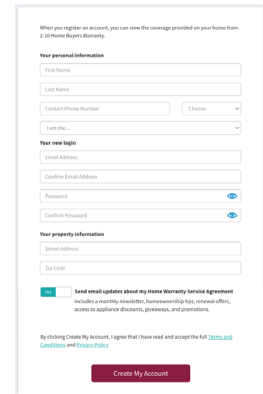 When you register an account, you can view the coverage provided on your home from
2-10 Home Buyers Warranty.
Your personal information
First Name
Last Name
Contact Phone Number
Choose
I am the...
Your new login
Email Address
Confirm Email Address
Password
Confirm Password
Your property information
Street Address
Zip Code
Yes
Send email updates about my Home Warranty Service Agreement
Includes a monthly newsletter, homeownership tips, renewal offers,
access to appliance discounts, giveaways, and promotions.
By clicking Create My Account, I agree that I have read and accept the full Terms and
Conditions and Privacy Policy
Create My Account